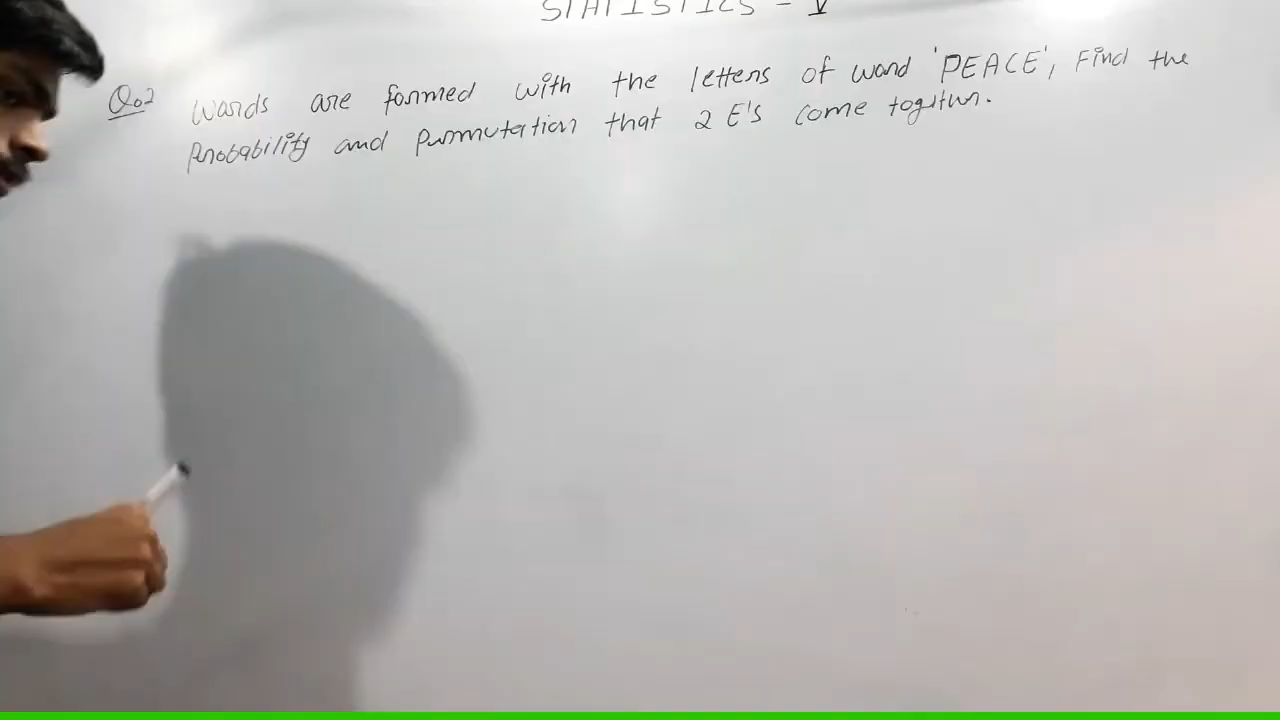 STATISTICS - V
Q.2 Words are formed with the letters of word 'PEACE', Find the
Probability and Permutation that 2 E's come together.